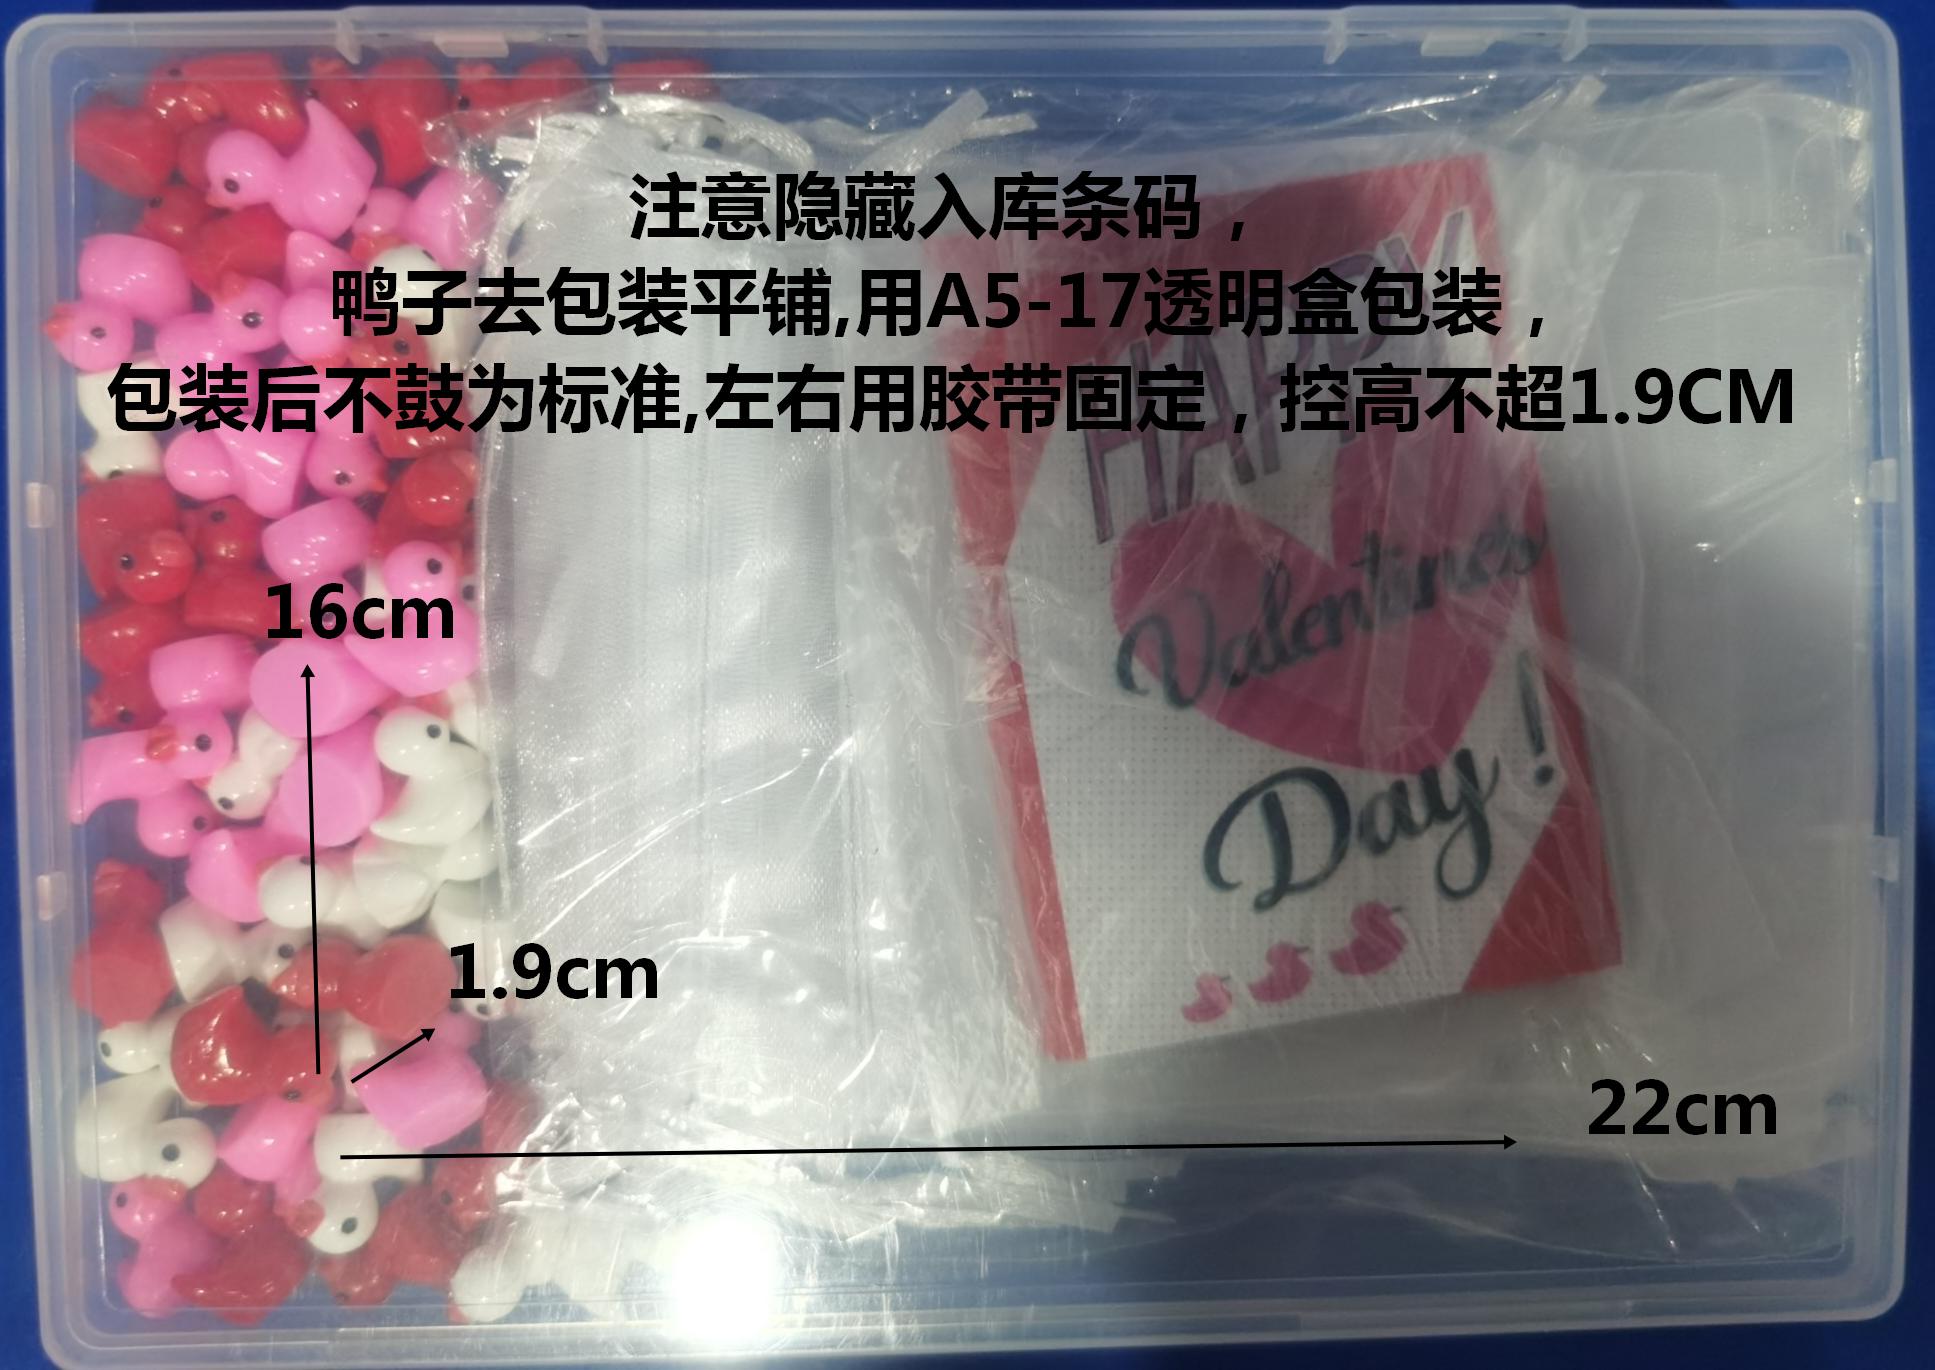 注意隐藏入库条码，
鸭子去包装平铺,用A5-17透明盒包装，
包装后不鼓为标准,左右用胶带固定，控高不超1.9CM
HAPPY
Valentines
Day!
16cm
1.9cm
22cm